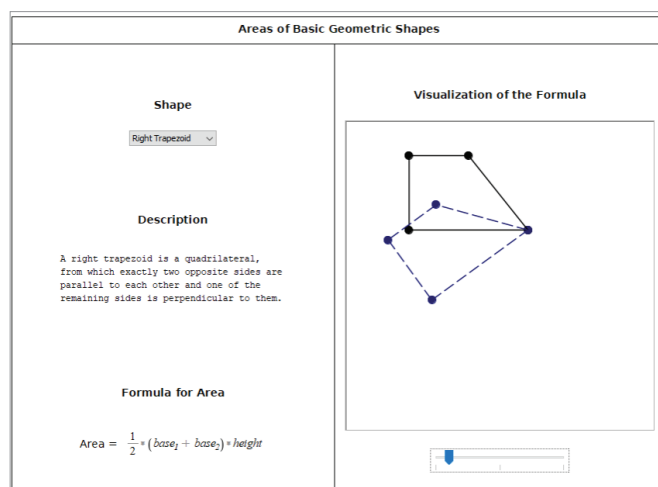 Areas of Basic Geometric Shapes
Shape
Right Trapezoid
Description
A right trapezoid is a quadrilateral,
from which exactly two opposite sides are
parallel to each other and one of the
remaining sides is perpendicular to them.
Formula for Area
Area = 1/2 * (base₁ + base₂) * height
Visualization of the Formula